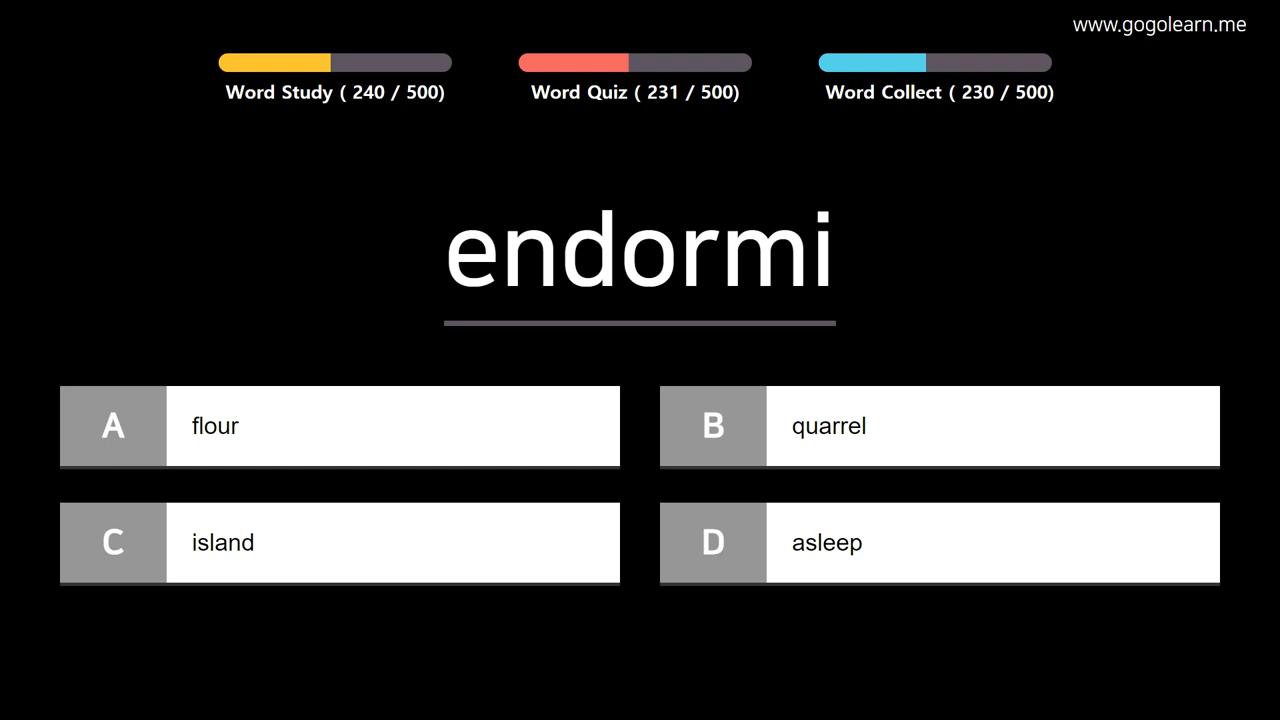 www.gogolearn.me
Word Study ( 240 / 500)
Word Quiz ( 231 / 500)
Word Collect ( 230 / 500)
endormi
A flour
B quarrel
C island
D asleep